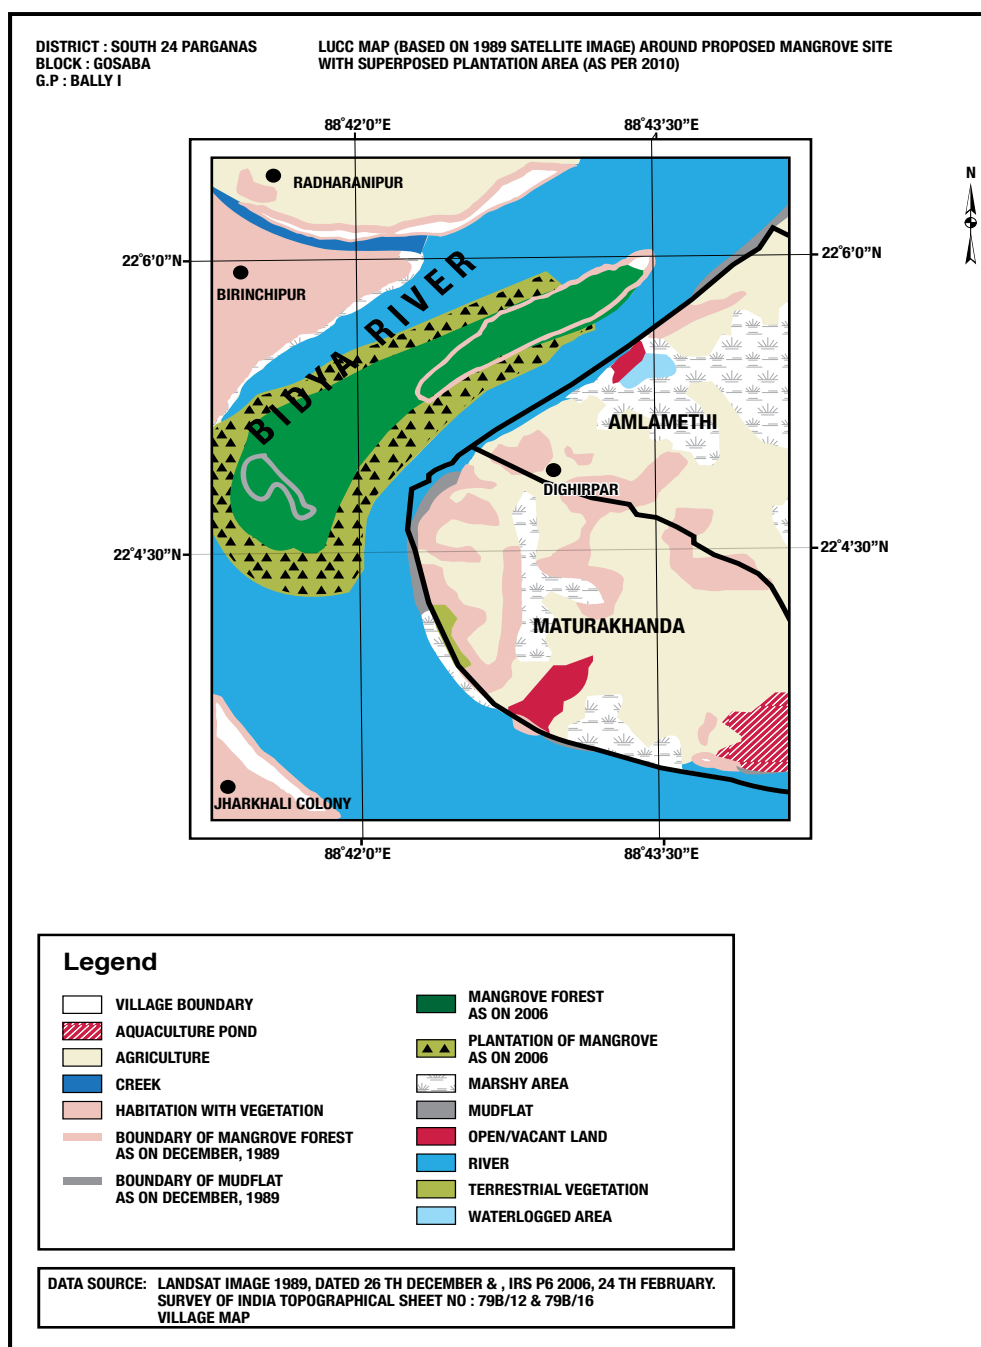 DISTRICT : SOUTH 24 PARGANAS
BLOCK : GOSABA
G.P : BALLY I
LUCC MAP (BASED ON 1989 SATELLITE IMAGE) AROUND PROPOSED MANGROVE SITE
WITH SUPERPOSED PLANTATION AREA (AS PER 2010)
88°42'0"E
88°43'30"E
N
RADHARANIPUR
22°6'0"N
22°6'0"N
BIRINCHIPUR
BIDYA RIVER
AMLAMETHI
DIGHIRPAR
22°4'30"N
22°4'30"N
MATURAKHANDA
JHARKHALI COLONY
88°42'0"E
88°43'30"E
Legend
VILLAGE BOUNDARY
AQUACULTURE POND
AGRICULTURE
CREEK
HABITATION WITH VEGETATION
BOUNDARY OF MANGROVE FOREST
AS ON DECEMBER, 1989
BOUNDARY OF MUDFLAT
AS ON DECEMBER, 1989
MANGROVE FOREST
AS ON 2006
PLANTATION OF MANGROVE
AS ON 2006
MARSHY AREA
MUDFLAT
OPEN/VACANT LAND
RIVER
TERRESTRIAL VEGETATION
WATERLOGGED AREA
DATA SOURCE: LANDSAT IMAGE 1989, DATED 26 TH DECEMBER & , IRS P6 2006, 24 TH FEBRUARY.
SURVEY OF INDIA TOPOGRAPHICAL SHEET NO : 79B/12 & 79B/16
VILLAGE MAP